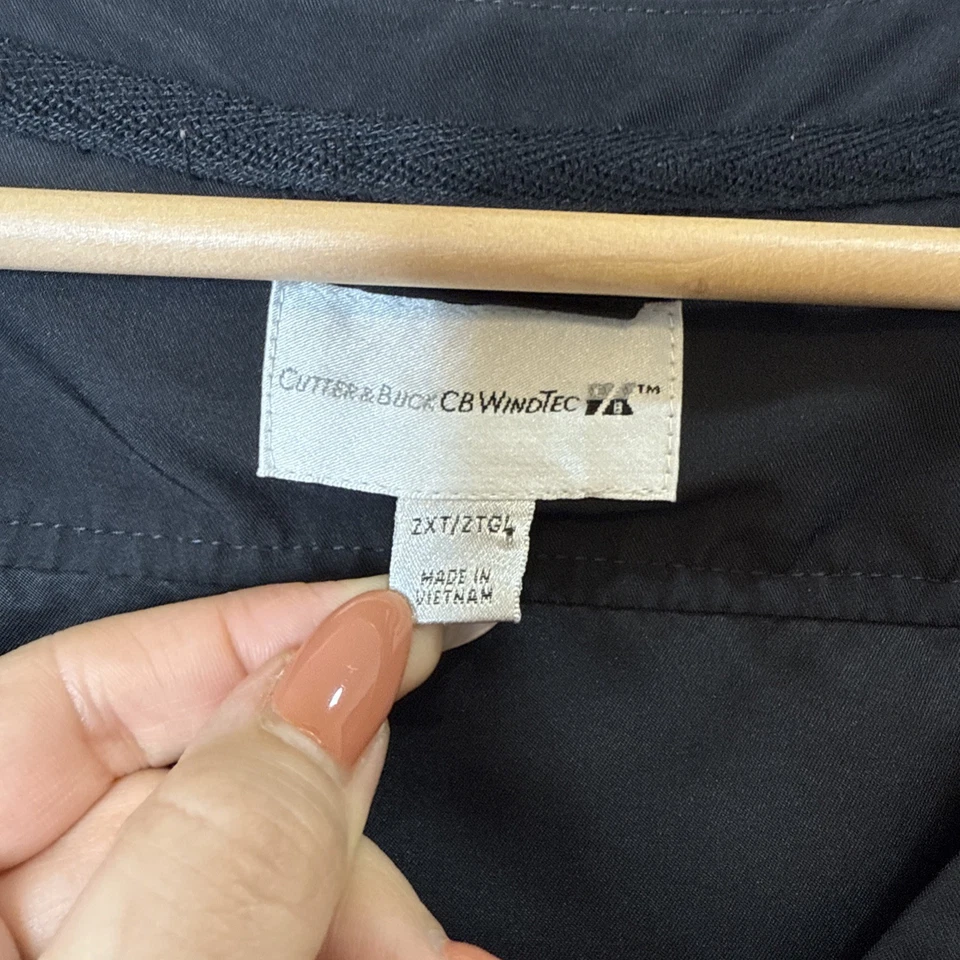 CUTTER & BUCK CB WINDTEC ™
2XT/2TGL
MADE IN
VIETNAM